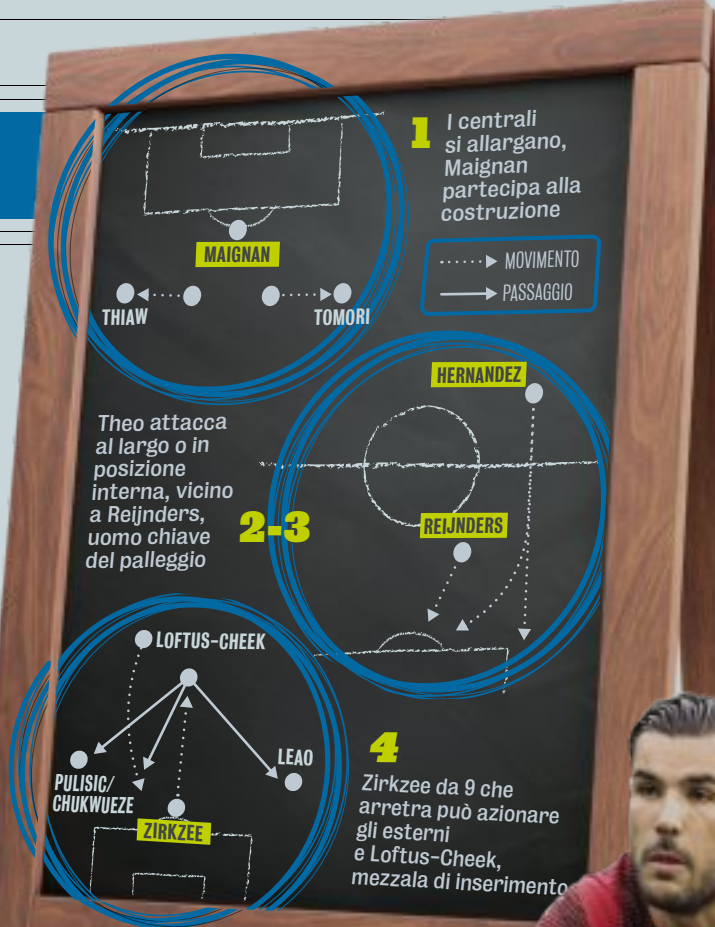 1
I centrali
si allargano,
Maignan
partecipa alla
costruzione
MAIGNAN
THIAW
TOMORI
MOVIMENTO
PASSAGGIO
HERNANDEZ
Theo attacca
al largo o in
posizione
interna, vicino
a Reijnders,
uomo chiave
del palleggio
2-3
REIJNDERS
LOFTUS-CHEEK
PULISIC/
CHUKWUEZE
LEAO
ZIRKZEE
4
Zirkzee da 9 che
arretra può azionare
gli esterni
e Loftus-Cheek,
mezzala di inserimento